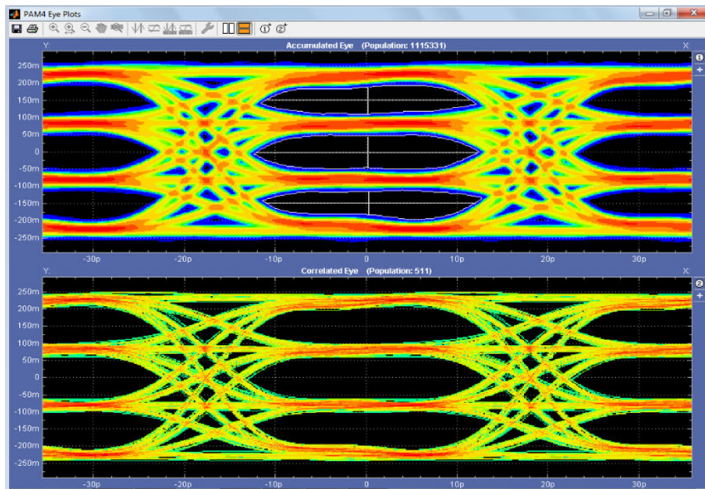 PAM4 Eye Plots
Y: Accumulated Eye (Population: 1115331) X:
250m
200m
150m
100m
50m
0
-50m
-100m
-150m
-200m
-250m
-30p -20p -10p 0 10p 20p 30p
1
+
Y: Correlated Eye (Population: 511) X:
250m
200m
150m
100m
50m
0
-50m
-100m
-150m
-200m
-250m
-30p -20p -10p 0 10p 20p 30p
2
+